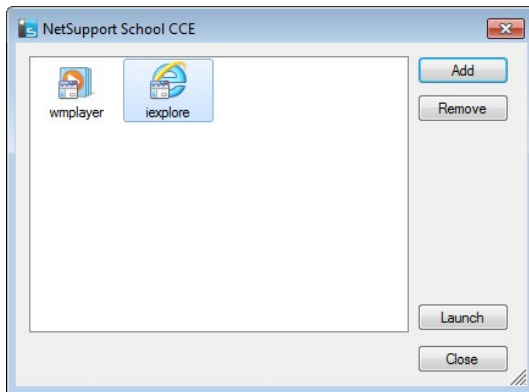 NetSupport School CCE
Add
wmplayer iexplore
Remove
Launch
Close